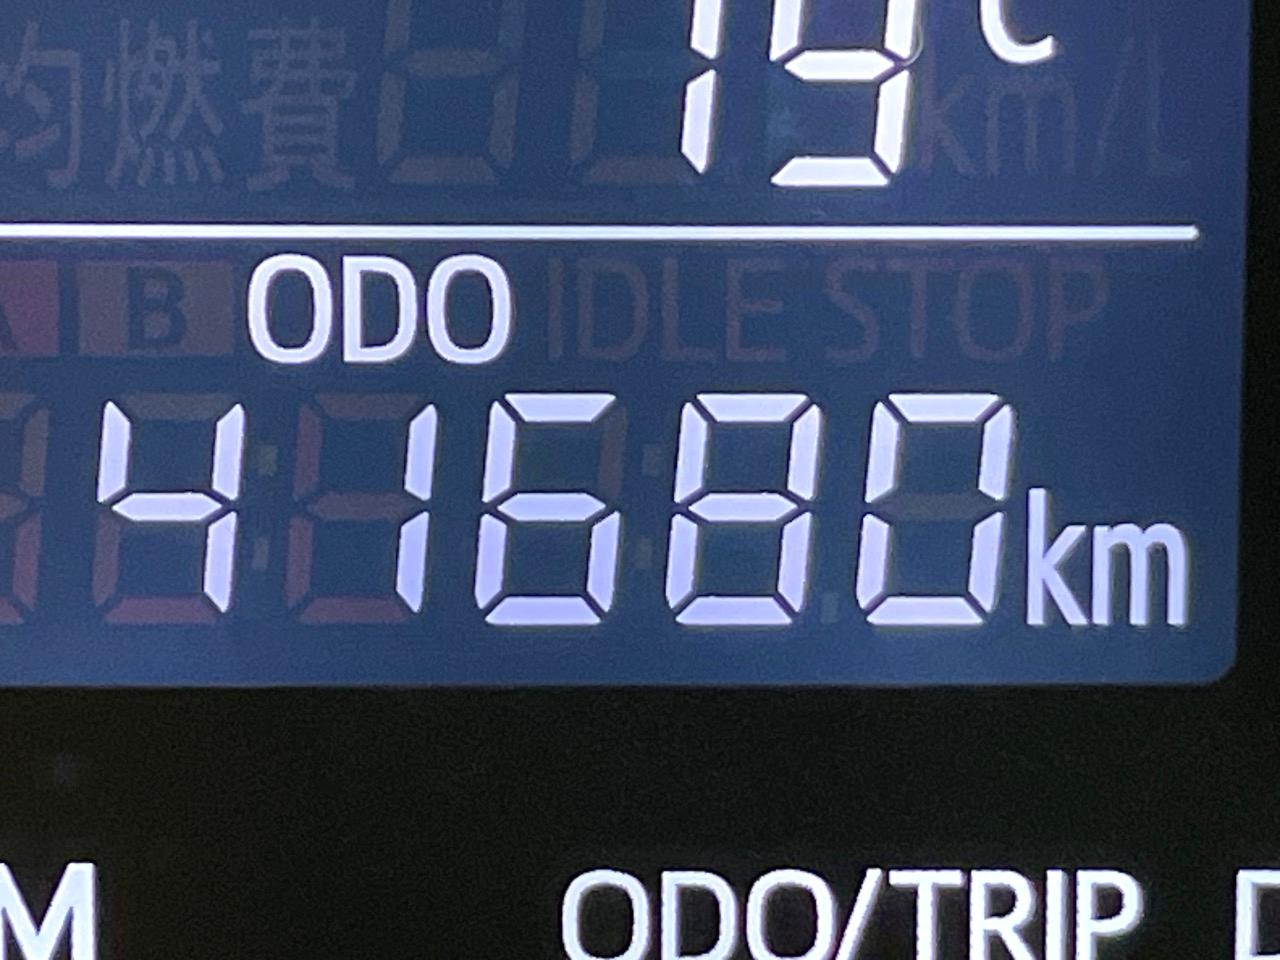 19℃
均燃費 km/L
B ODO IDLE STOP
41680km
M ODO/TRIP D